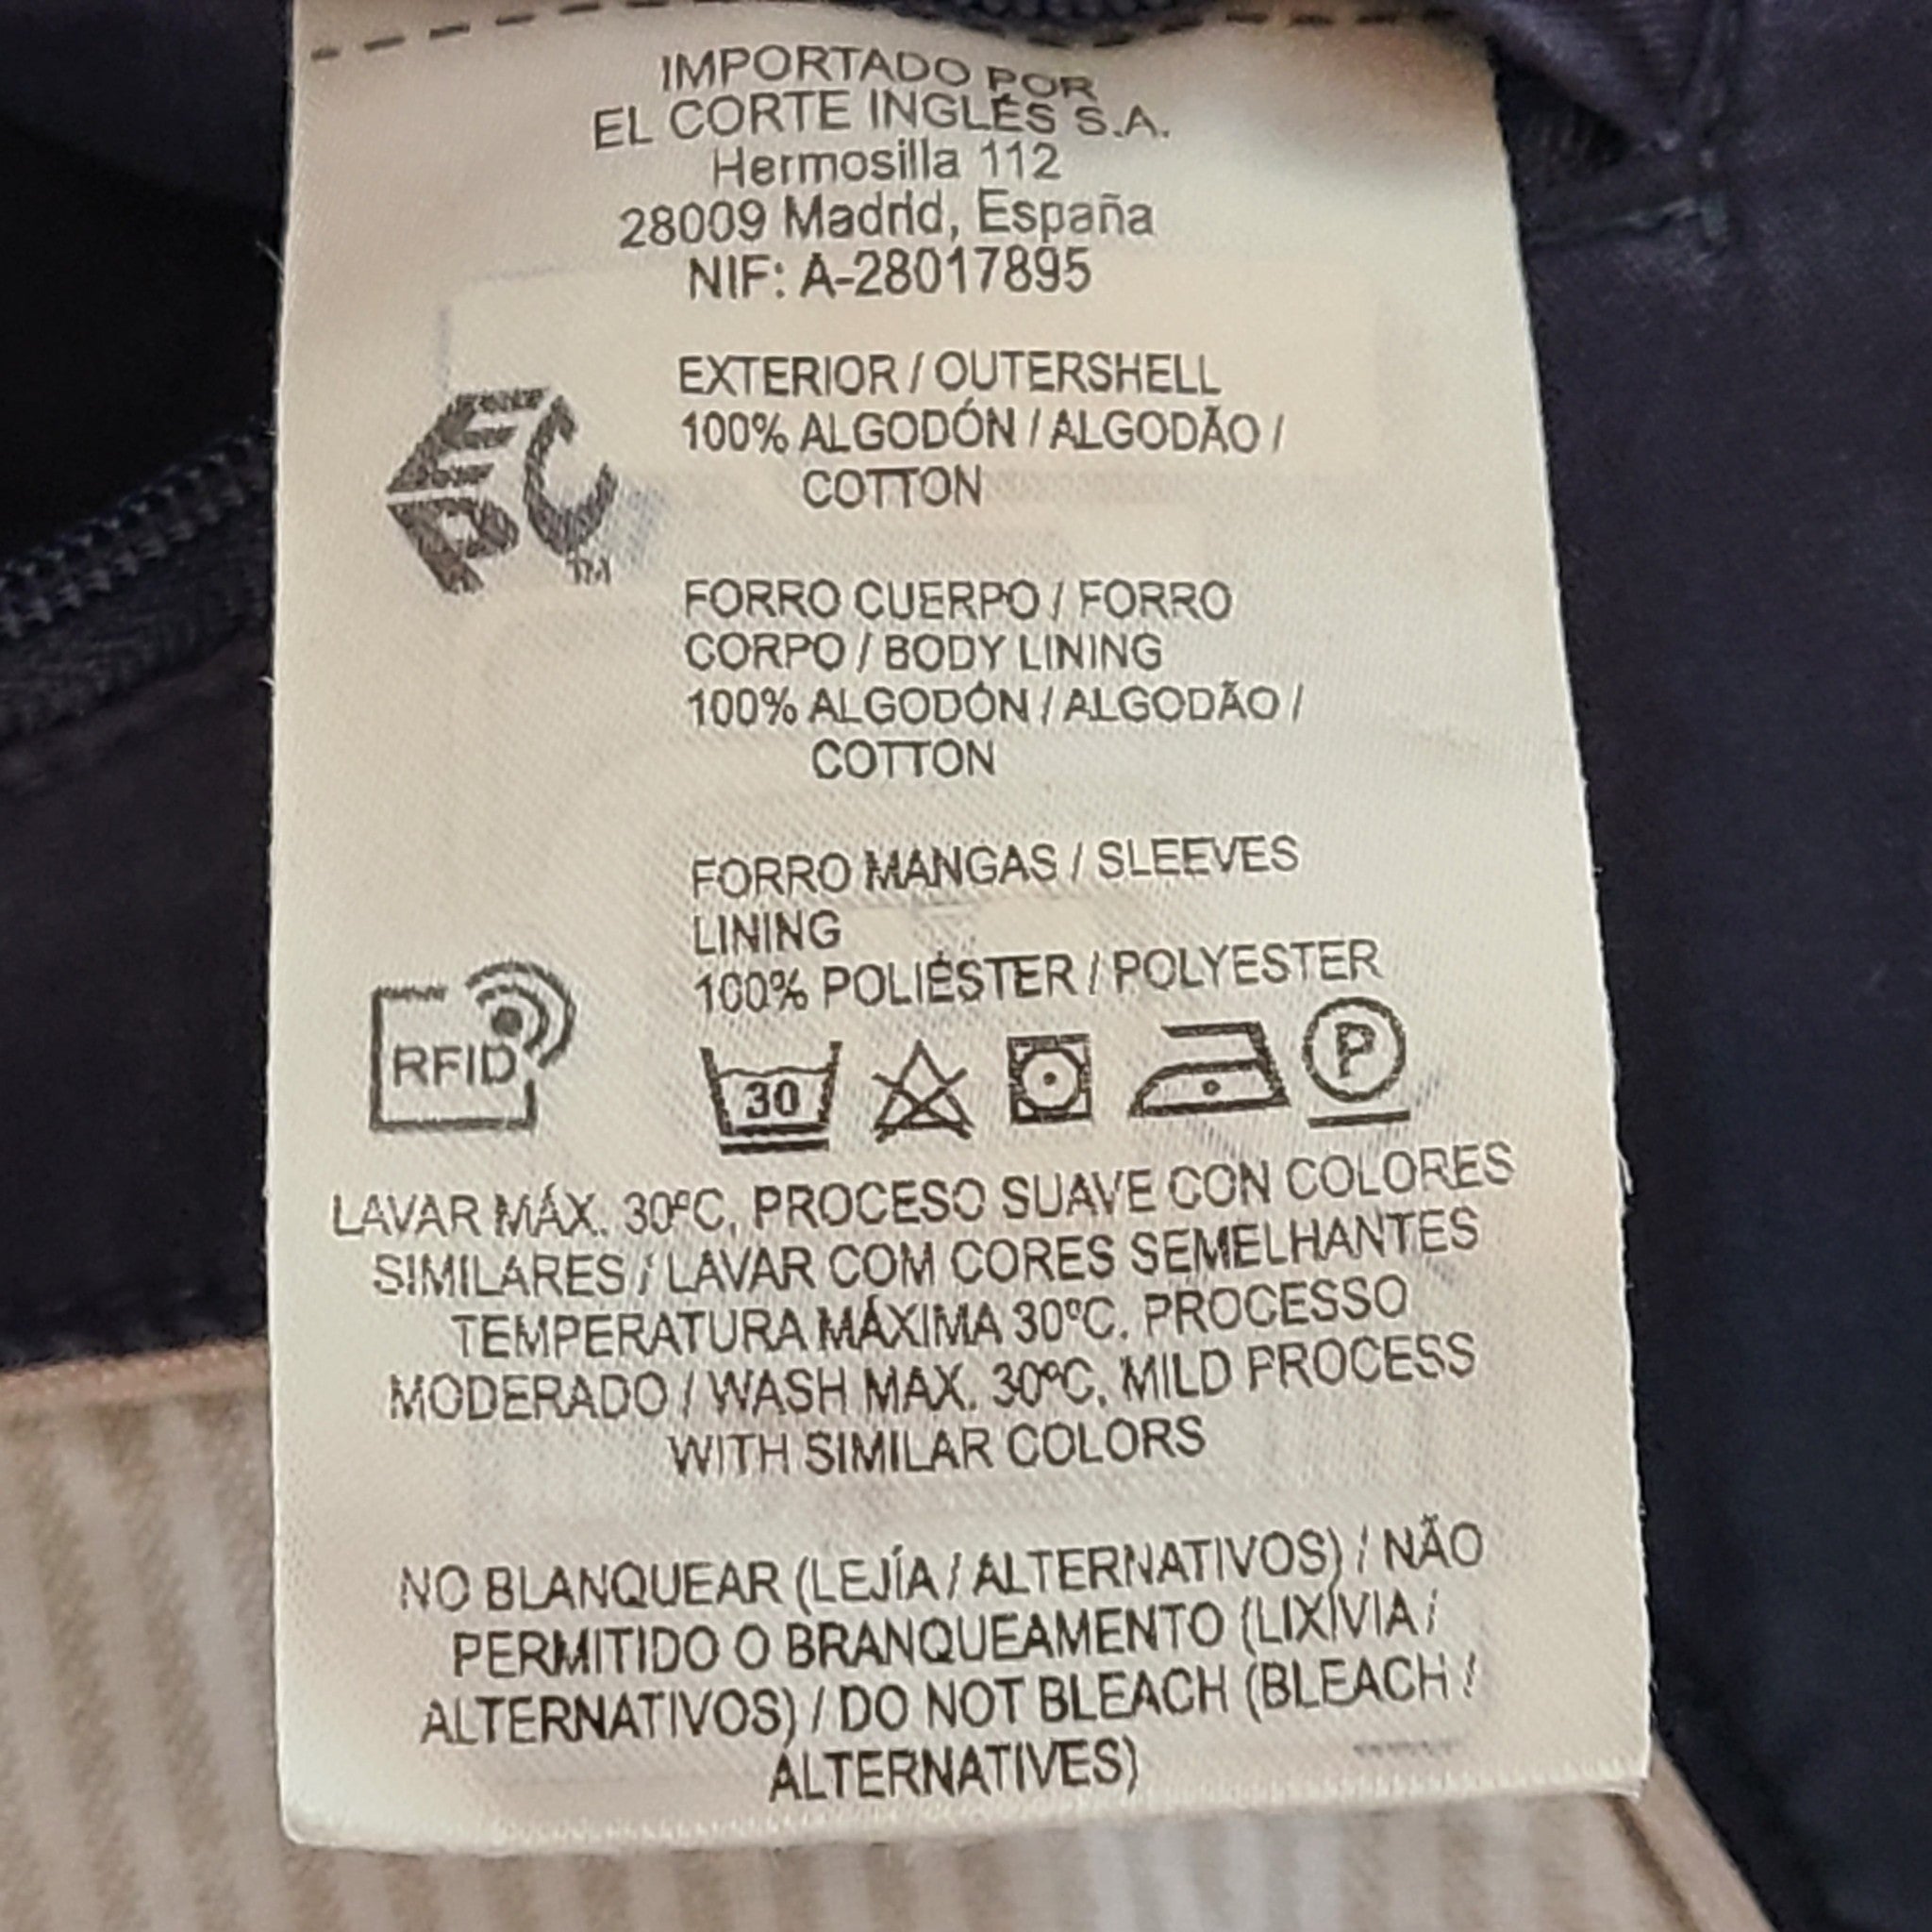 IMPORTADO POR
EL CORTE INGLÉS S.A.
Hermosilla 112
28009 Madrid, España
NIF: A-28017895
EPC
TM
EXTERIOR / OUTERSHELL
100% ALGODÓN / ALGODÃO /
COTTON
FORRO CUERPO / FORRO
CORPO / BODY LINING
100% ALGODÓN / ALGODÃO /
COTTON
FORRO MANGAS / SLEEVES
LINING
100% POLIÉSTER / POLYESTER
RFID
30
P
LAVAR MÁX. 30ºC, PROCESO SUAVE CON COLORES
SIMILARES / LAVAR COM CORES SEMELHANTES
TEMPERATURA MÁXIMA 30ºC. PROCESSO
MODERADO / WASH MAX. 30ºC, MILD PROCESS
WITH SIMILAR COLORS
NO BLANQUEAR (LEJÍA / ALTERNATIVOS) / NÃO
PERMITIDO O BRANQUEAMENTO (LIXÍVIA /
ALTERNATIVOS) / DO NOT BLEACH (BLEACH /
ALTERNATIVES)